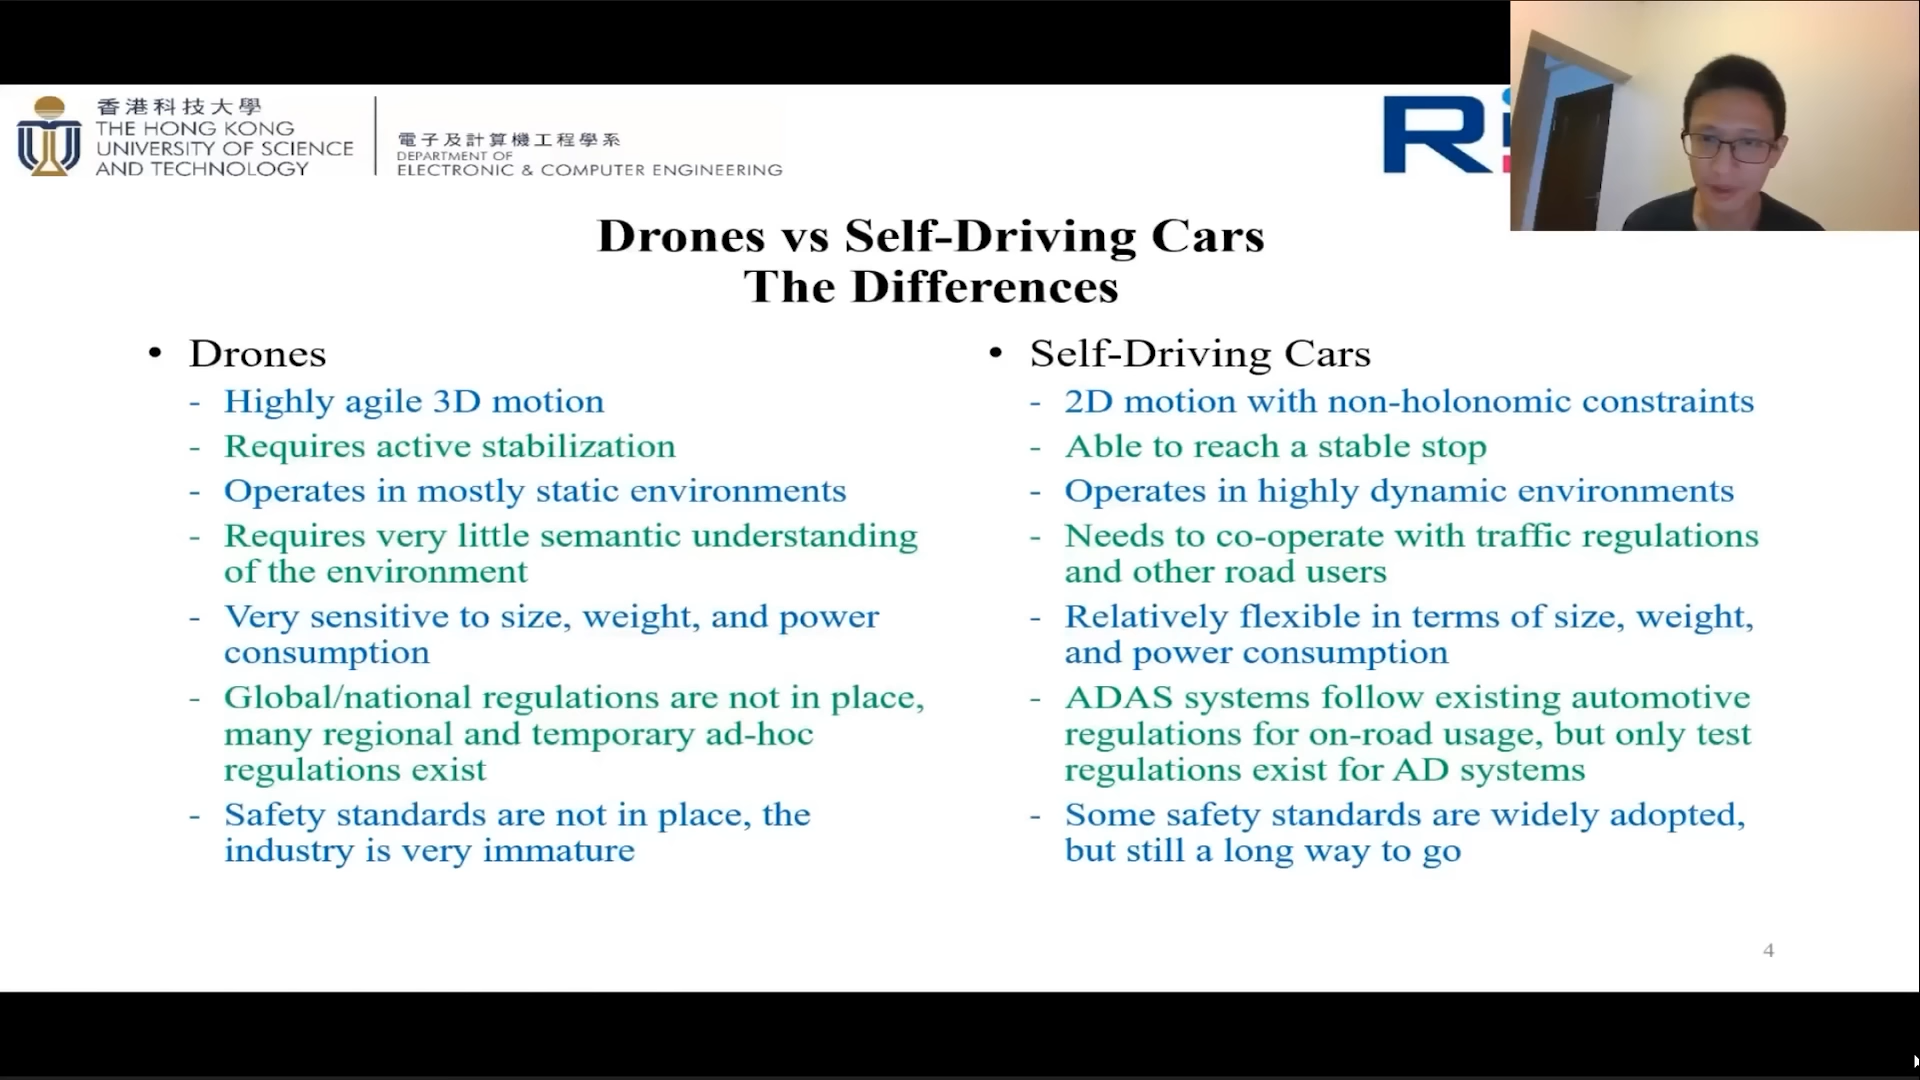 香港科技大學
THE HONG KONG
UNIVERSITY OF SCIENCE
AND TECHNOLOGY
電子及計算機工程學系
DEPARTMENT OF
ELECTRONIC & COMPUTER ENGINEERING
Drones vs Self-Driving Cars
The Differences
• Drones
- Highly agile 3D motion
- Requires active stabilization
- Operates in mostly static environments
- Requires very little semantic understanding
of the environment
- Very sensitive to size, weight, and power
consumption
- Global/national regulations are not in place,
many regional and temporary ad-hoc
regulations exist
- Safety standards are not in place, the
industry is very immature
• Self-Driving Cars
- 2D motion with non-holonomic constraints
- Able to reach a stable stop
- Operates in highly dynamic environments
- Needs to co-operate with traffic regulations
and other road users
- Relatively flexible in terms of size, weight,
and power consumption
- ADAS systems follow existing automotive
regulations for on-road usage, but only test
regulations exist for AD systems
- Some safety standards are widely adopted,
but still a long way to go
4